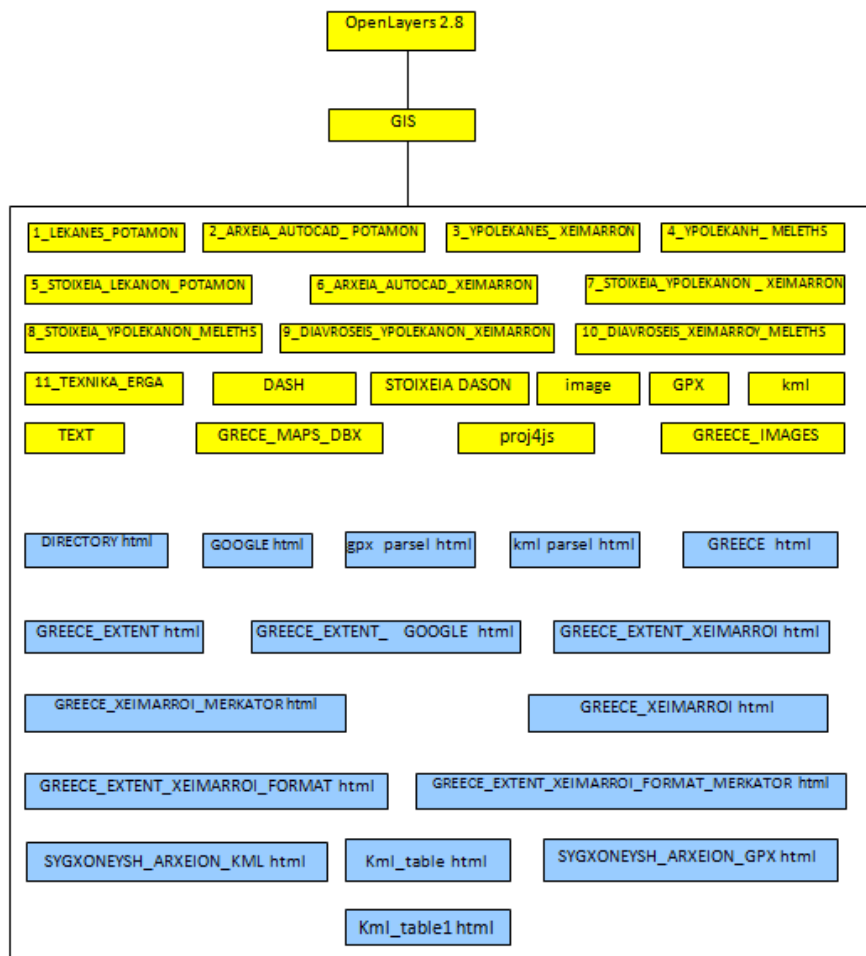 OpenLayers 2.8
GIS
1_LEKANES_POTAMON
2_ARXEIA_AUTOCAD_ POTAMON
3_YPOLEKANES_ XEIMARRON
4_YPOLEKANH_ MELETHS
5_STOIXEIA_LEKANON_POTAMON
6_ARXEIA_AUTOCAD_XEIMARRON
7_STOIXEIA_YPOLEKANON _ XEIMARRON
8_STOIXEIA_YPOLEKANON_MELETHS
9_DIAVROSEIS_YPOLEKANON_XEIMARRON
10_DIAVROSEIS_XEIMARROY_MELETHS
11_TEXNIKA_ERGA
DASH
STOIXEIA DASON
image
GPX
kml
TEXT
GRECE_MAPS_DBX
proj4js
GREECE_IMAGES
DIRECTORY html
GOOGLE html
gpx parsel html
kml parsel html
GREECE html
GREECE_EXTENT html
GREECE_EXTENT_ GOOGLE html
GREECE_EXTENT_XEIMARROI html
GREECE_XEIMARROI_MERKATOR html
GREECE_XEIMARROI html
GREECE_EXTENT_XEIMARROI_FORMAT html
GREECE_EXTENT_XEIMARROI_FORMAT_MERKATOR html
SYGXONEYSH_ARXEION_KML html
Kml_table html
SYGXONEYSH_ARXEION_GPX html
Kml_table1 html